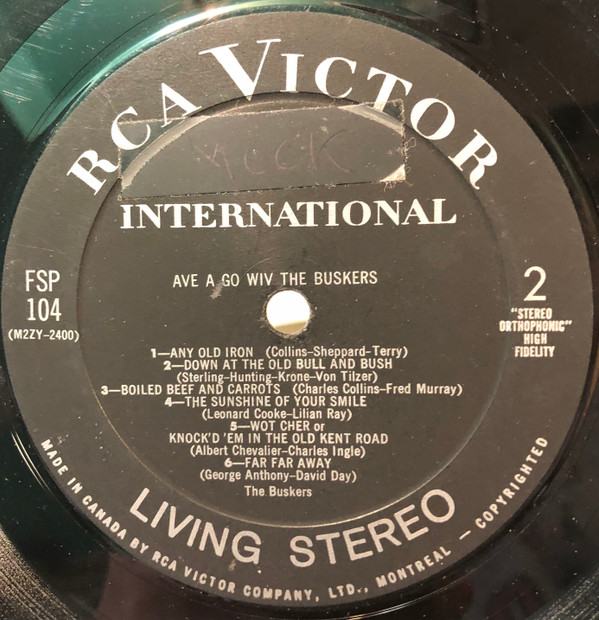 RCA VICTOR
INTERNATIONAL
AVE A GO WIV THE BUSKERS
FSP
104
(M2ZY-2400)
2
"STEREO
ORTHOPHONIC"
HIGH
FIDELITY
1—ANY OLD IRON (Collins-Sheppard-Terry)
2—DOWN AT THE OLD BULL AND BUSH
(Sterling-Hunting-Krone-Von Tilzer)
3—BOILED BEEF AND CARROTS (Charles Collins-Fred Murray)
4—THE SUNSHINE OF YOUR SMILE
(Leonard Cooke-Lilian Ray)
5—WOT CHER or
KNOCK'D 'EM IN THE OLD KENT ROAD
(Albert Chevalier-Charles Ingle)
6—FAR FAR AWAY
(George Anthony-David Day)
The Buskers
LIVING STEREO
MADE IN CANADA BY RCA VICTOR COMPANY, LTD., MONTREAL — COPYRIGHTED